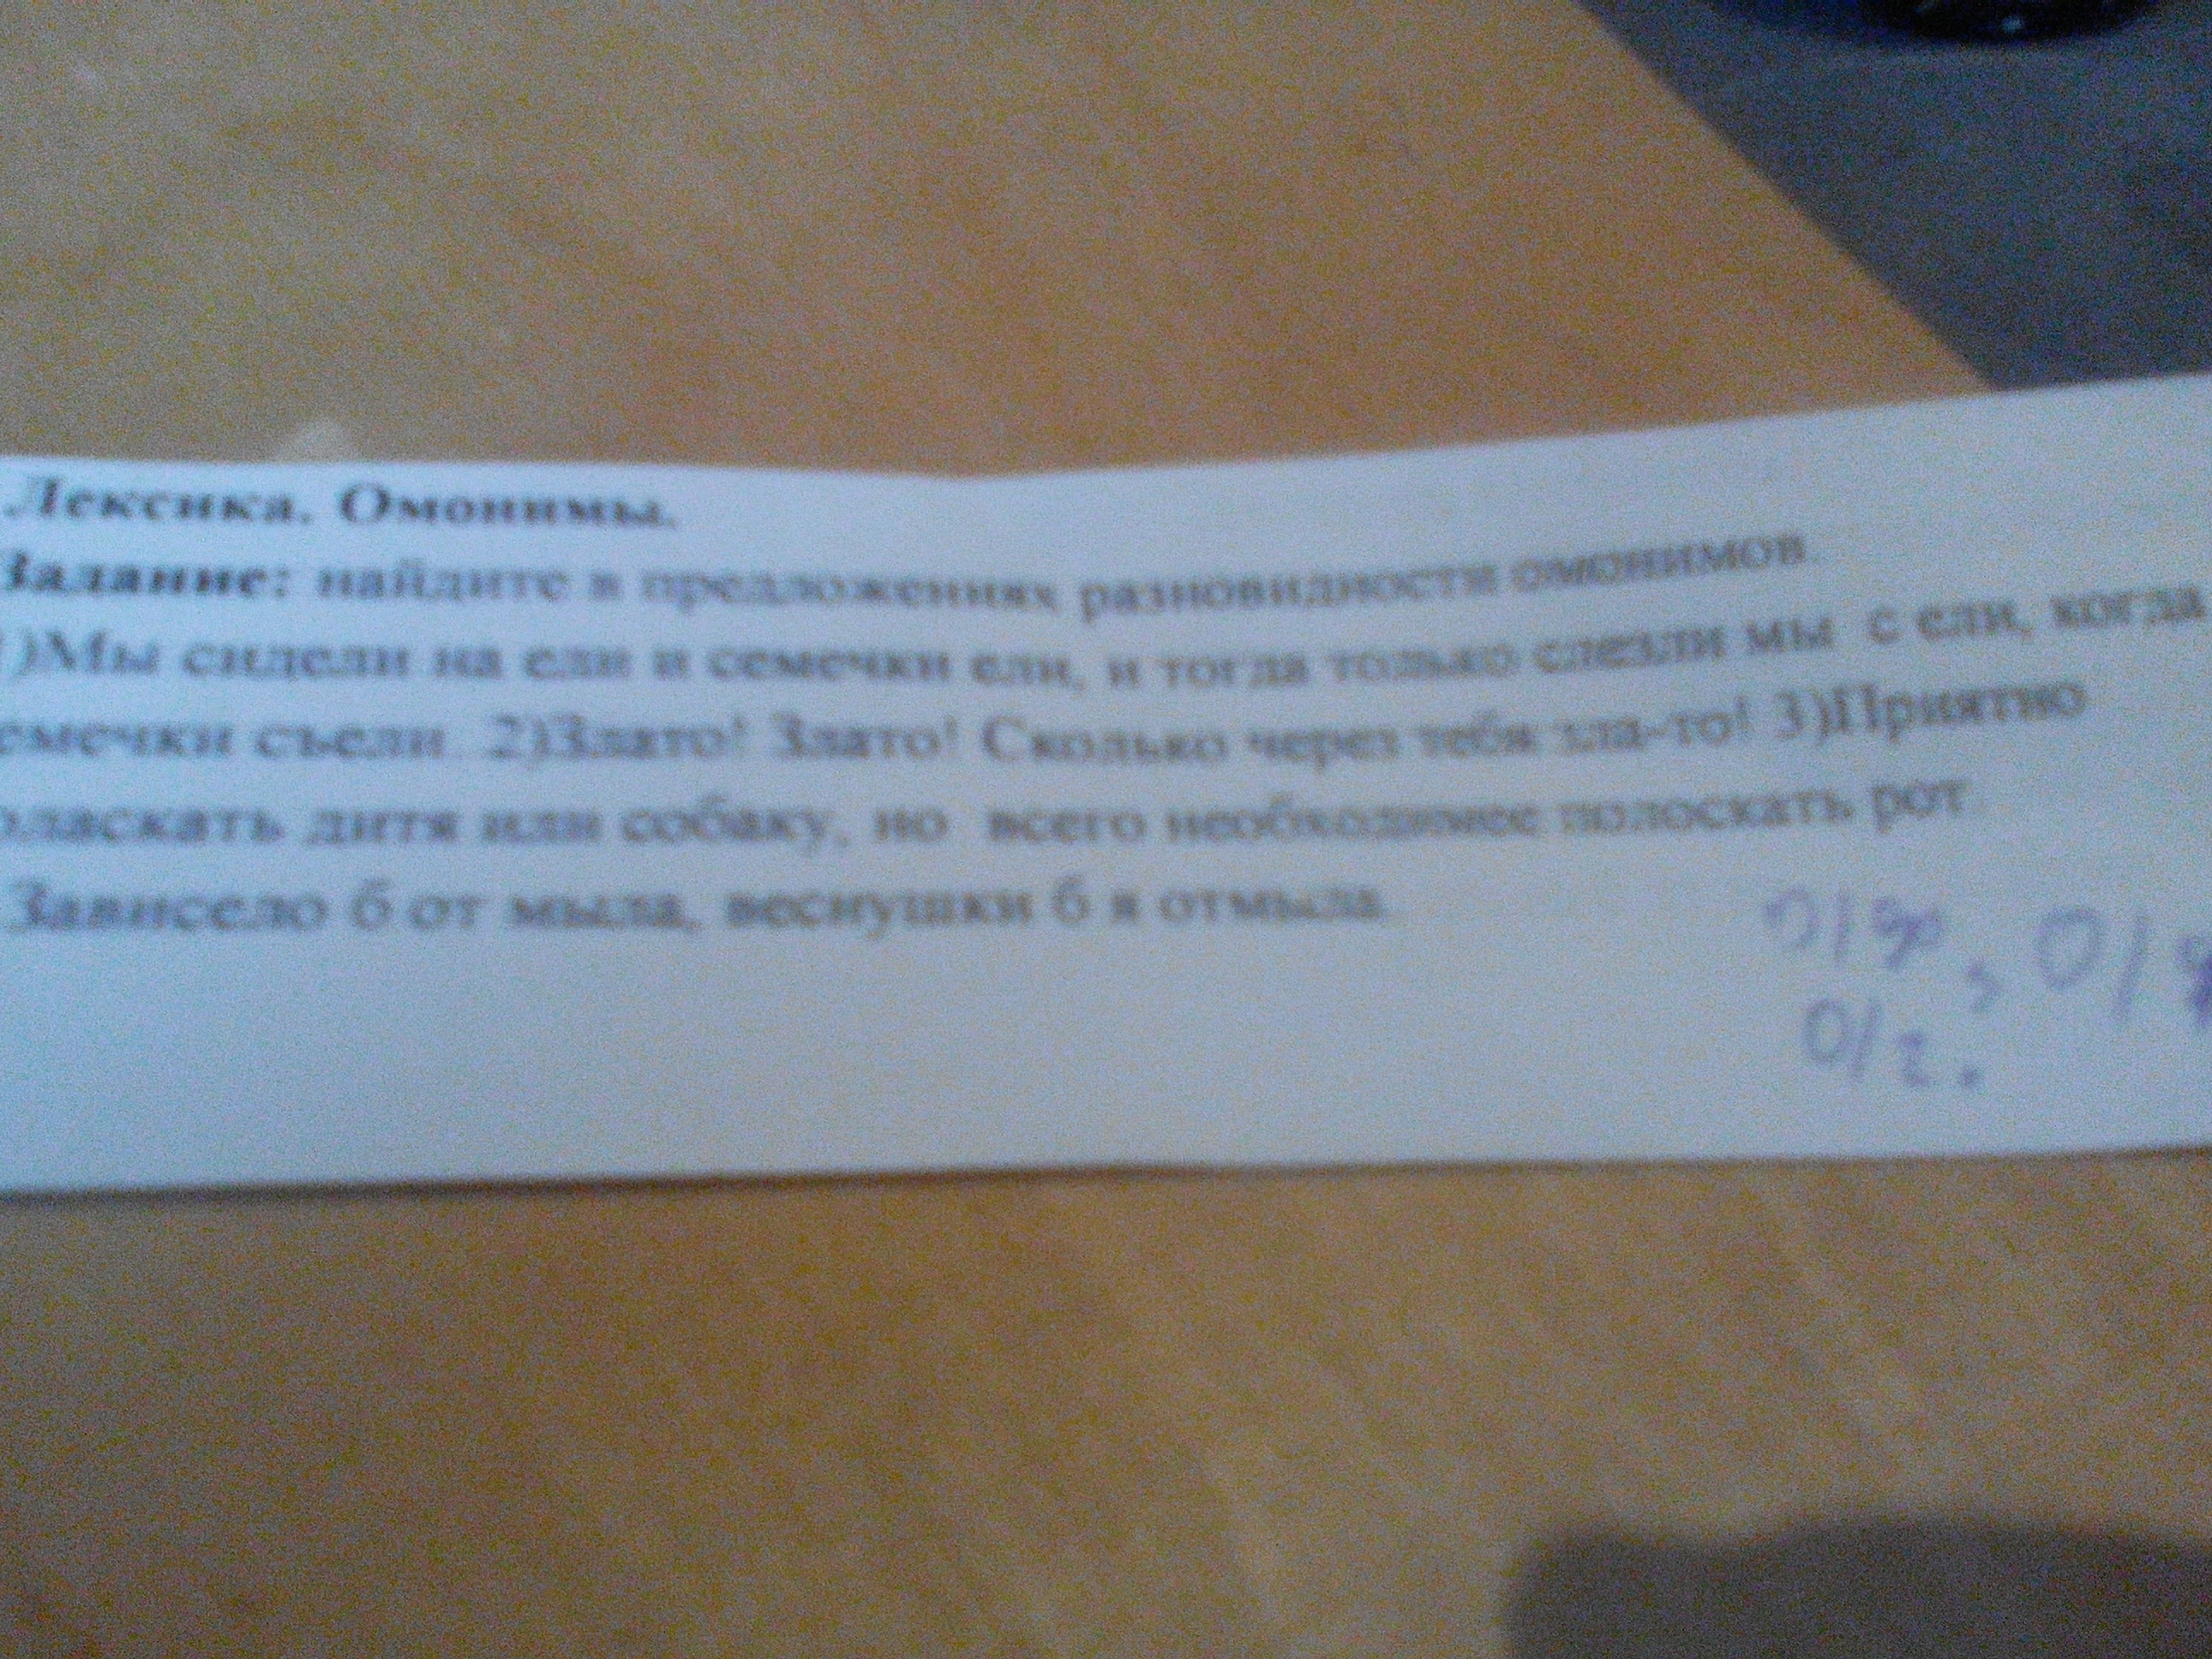 Лексика. Омонимы.
Задание: найдите в предложениях разновидности омонимов.
1)Мы сидели на ели и семечки ели, и тогда только слезли мы с ели, когда
емечки съели. 2)Злато! Злато! Сколько через тебя зла-то! 3)Приятно
оласкать дитя или собаку, но всего необходимее полоскать рот.
Зависело б от мыла, веснушки б я отмыла.
О/
О/г.